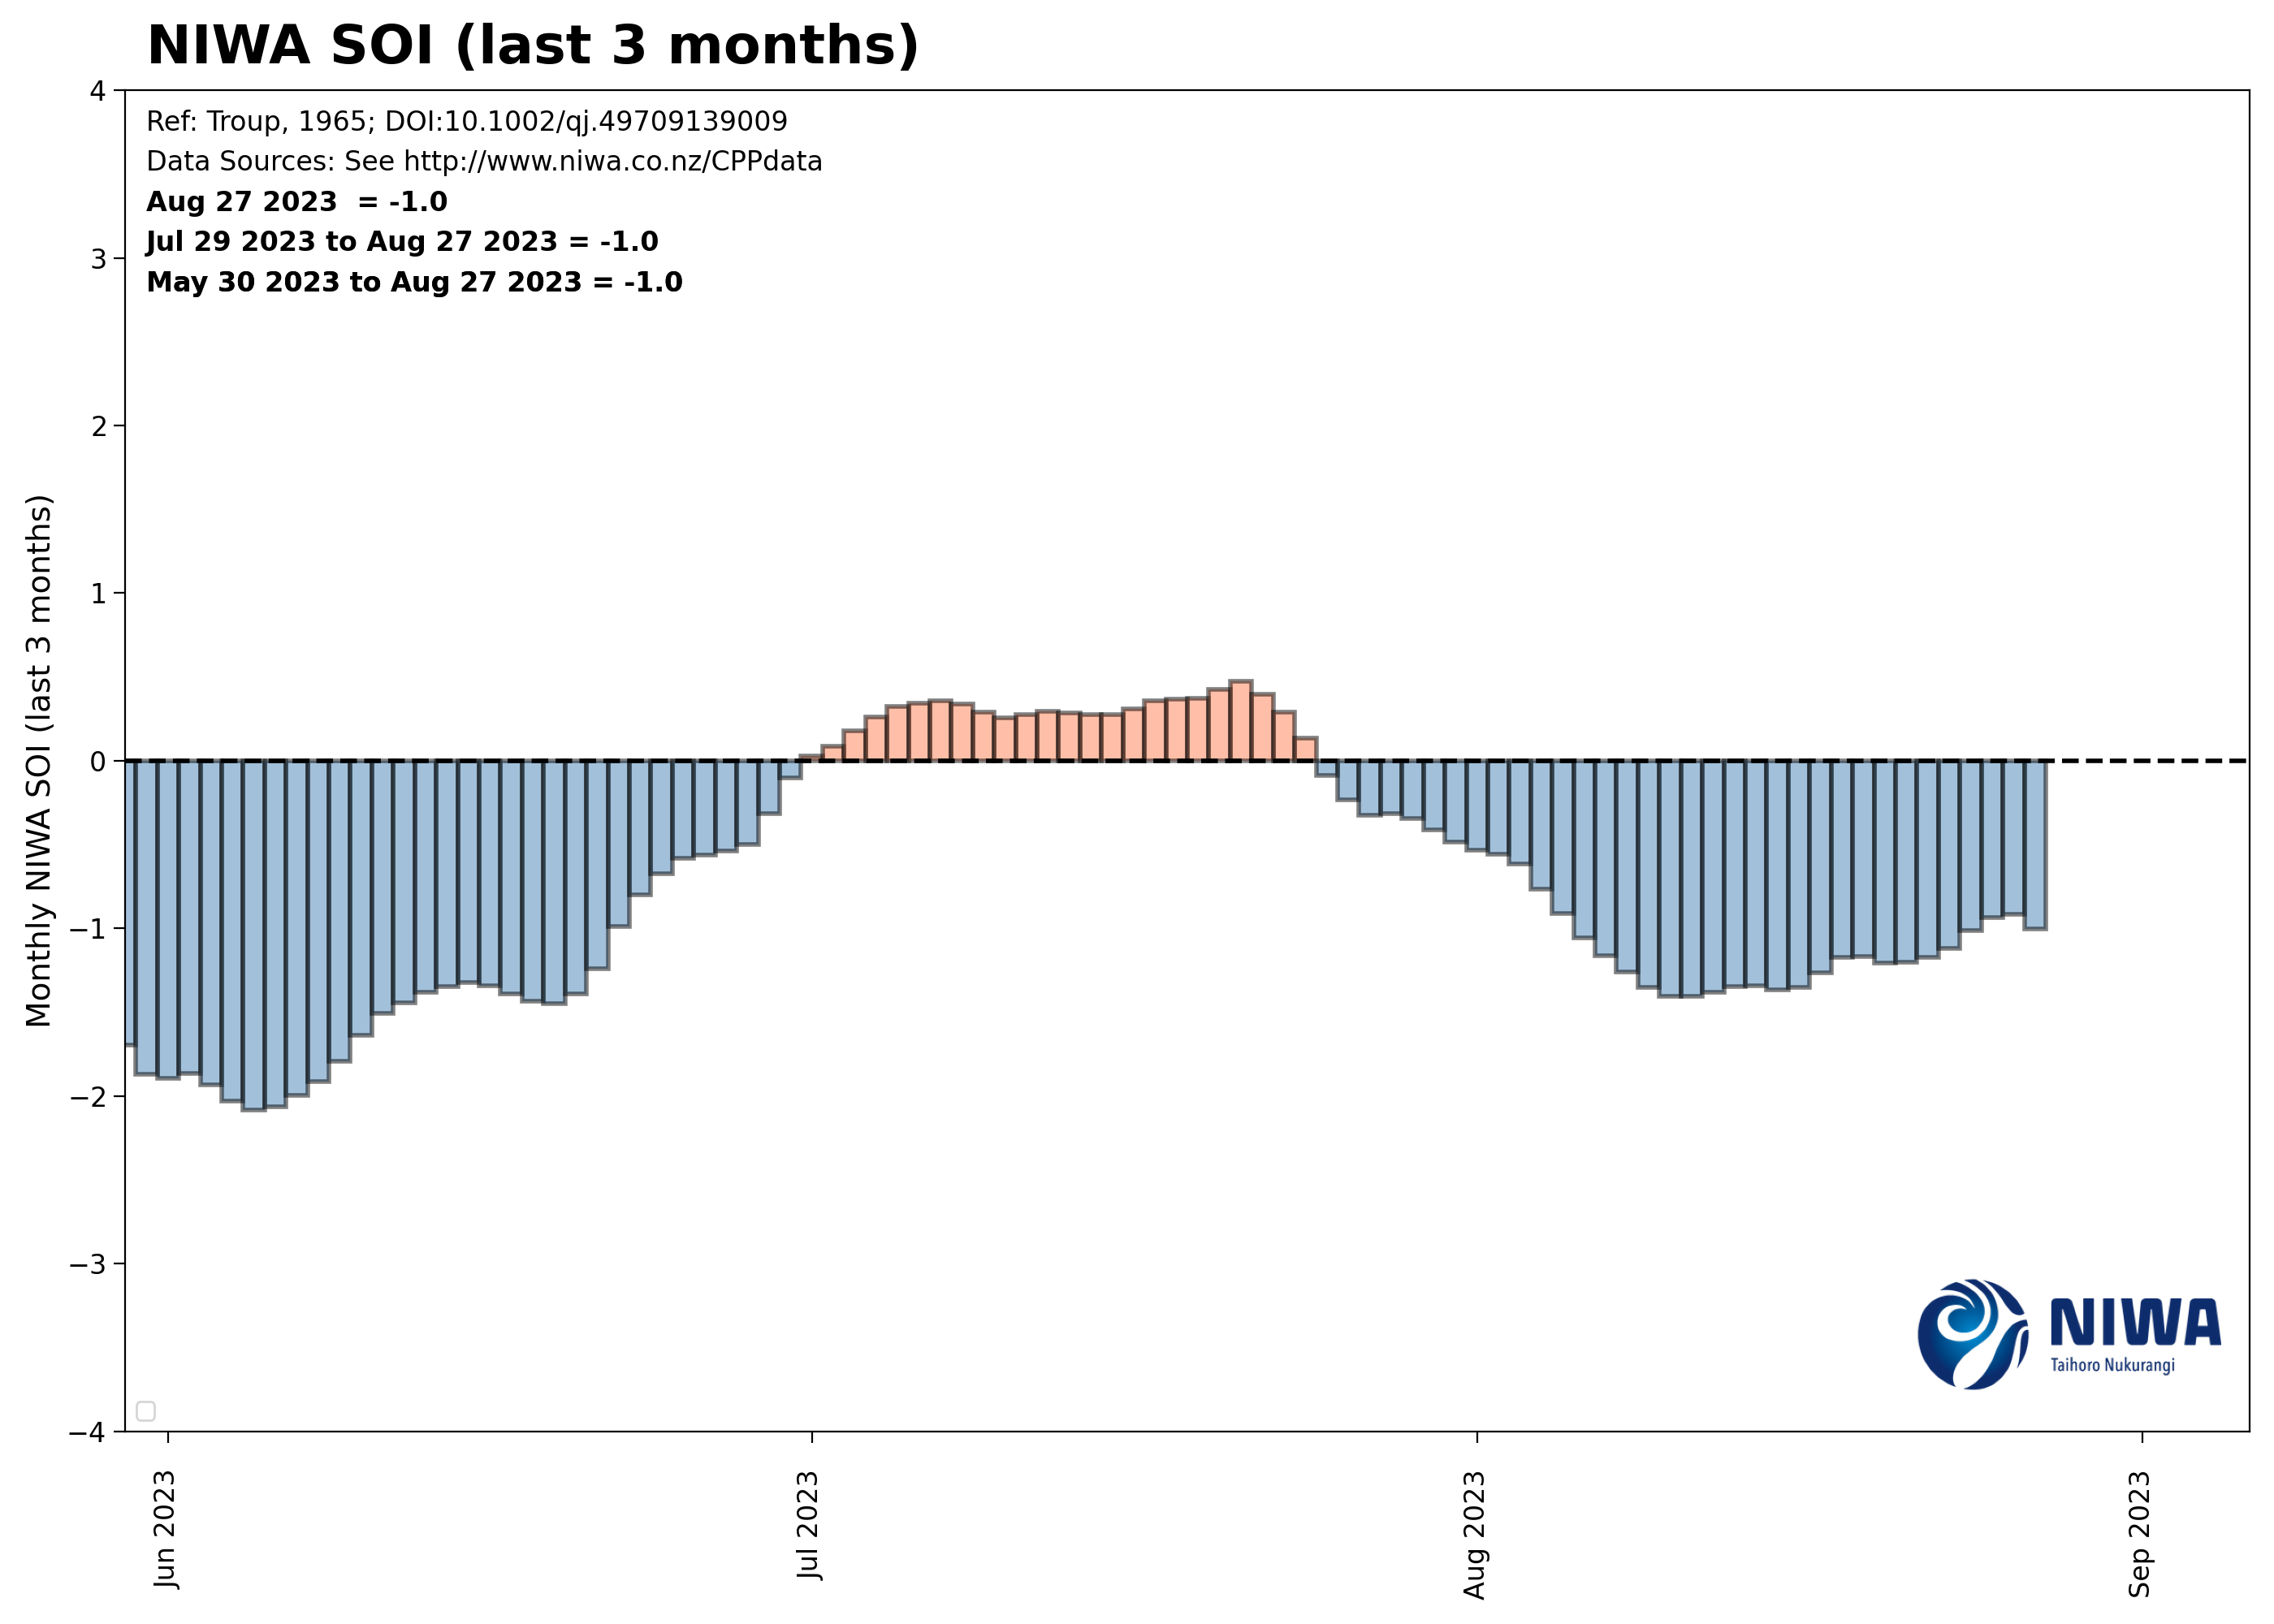 NIWA SOI (last 3 months)
Ref: Troup, 1965; DOI:10.1002/qj.49709139009
Data Sources: See http://www.niwa.co.nz/CPPdata
Aug 27 2023  = -1.0
Jul 29 2023 to Aug 27 2023 = -1.0
May 30 2023 to Aug 27 2023 = -1.0
Monthly NIWA SOI (last 3 months)
4
3
2
1
0
−1
−2
−3
−4
Jun 2023
Jul 2023
Aug 2023
Sep 2023
NIWA
Taihoro Nukurangi